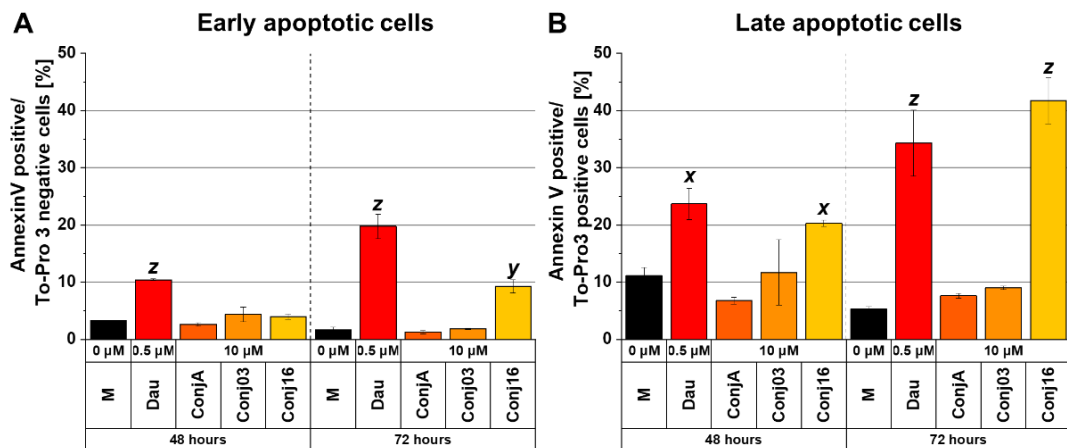 A Early apoptotic cells
AnnexinV positive/
To-Pro 3 negative cells [%]
50
40
30
20
10
0
z
z
y
0 µM 0.5 µM 10 µM 0 µM 0.5 µM 10 µM
M Dau ConjA Conj03 Conj16 M Dau ConjA Conj03 Conj16
48 hours 72 hours
B Late apoptotic cells
Annexin V positive/
To-Pro3 positive cells [%]
50
40
30
20
10
0
x
x
z
z
0 µM 0.5 µM 10 µM 0 µM 0.5 µM 10 µM
M Dau ConjA Conj03 Conj16 M Dau ConjA Conj03 Conj16
48 hours 72 hours